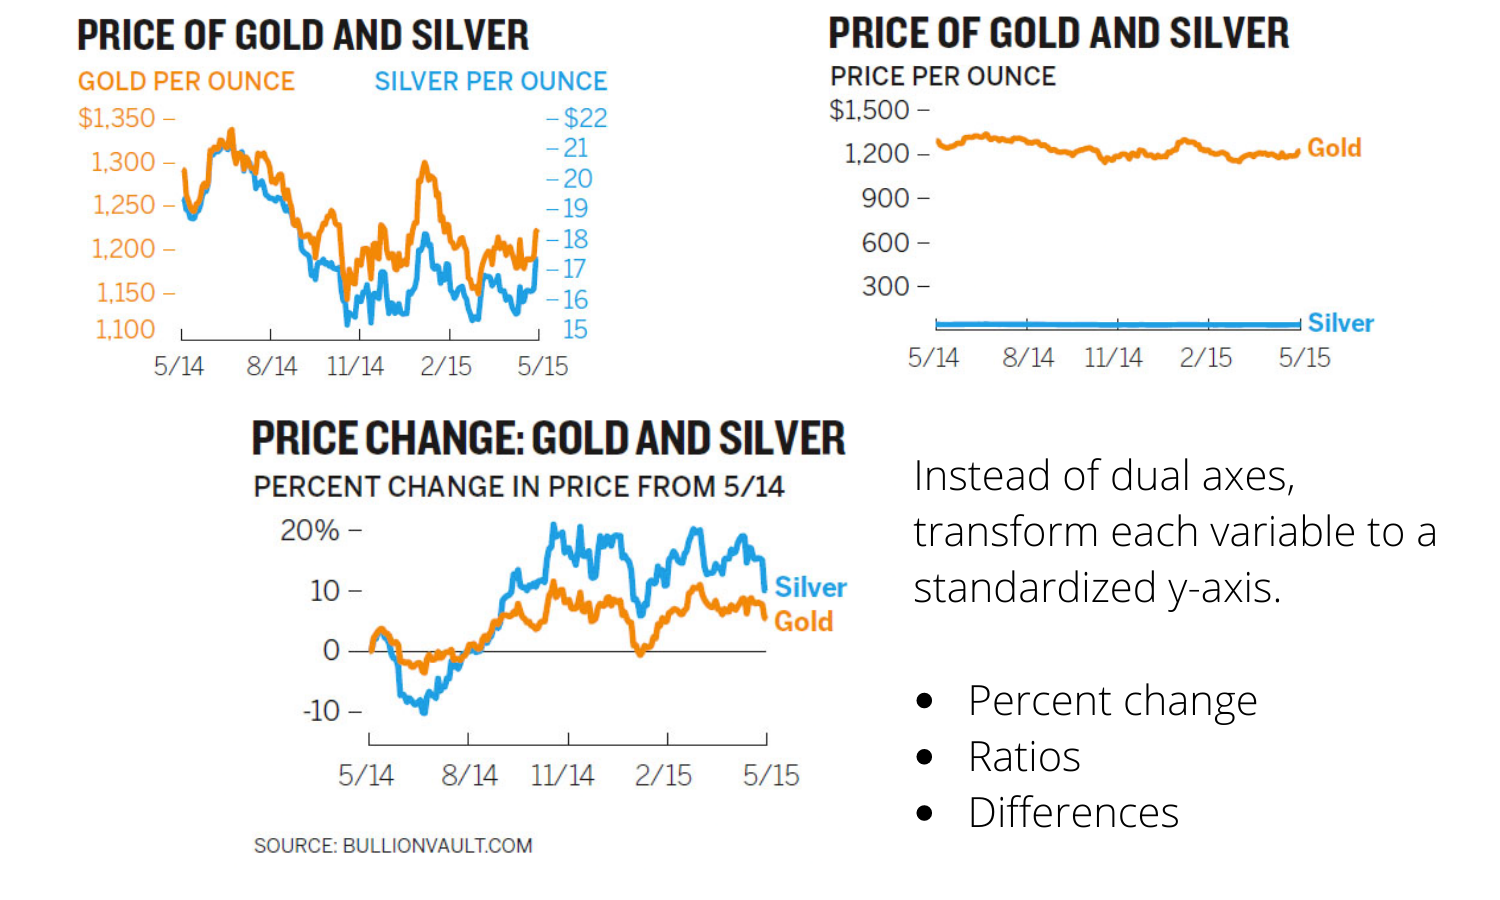 PRICE OF GOLD AND SILVER
GOLD PER OUNCE SILVER PER OUNCE
$1,350 $22
1,300 21
20
1,250 19
1,200 18
17
1,150 16
1,100 15
5/14 8/14 11/14 2/15 5/15
PRICE OF GOLD AND SILVER
PRICE PER OUNCE
$1,500
Gold
1,200
900
600
300
Silver
5/14 8/14 11/14 2/15 5/15
PRICE CHANGE: GOLD AND SILVER
PERCENT CHANGE IN PRICE FROM 5/14
20%
10 Silver
Gold
0
-10
5/14 8/14 11/14 2/15 5/15
SOURCE: BULLIONVAULT.COM
Instead of dual axes,
transform each variable to a
standardized y-axis.
• Percent change
• Ratios
• Differences